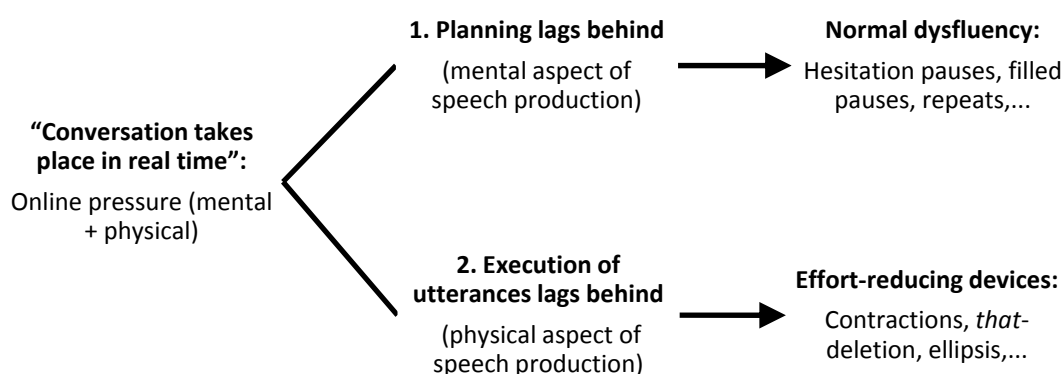 “Conversation takes
place in real time”:
Online pressure (mental
+ physical)
1. Planning lags behind
(mental aspect of
speech production)
Normal dysfluency:
Hesitation pauses, filled
pauses, repeats,...
2. Execution of
utterances lags behind
(physical aspect of
speech production)
Effort-reducing devices:
Contractions, that-
deletion, ellipsis,...